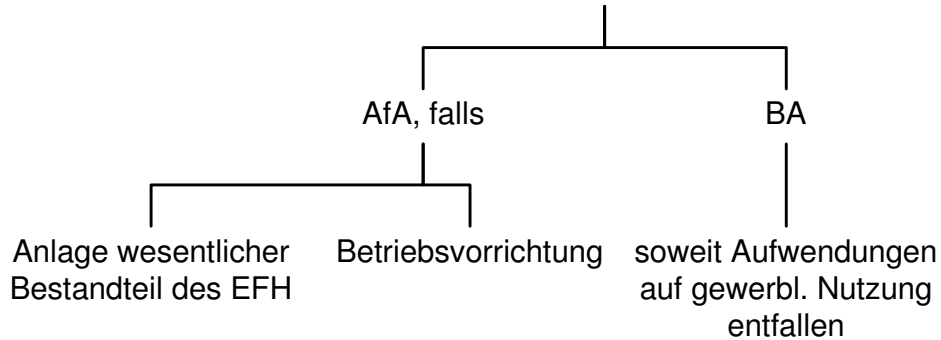 AfA, falls
BA
Anlage wesentlicher
Bestandteil des EFH
Betriebsvorrichtung
soweit Aufwendungen
auf gewerbl. Nutzung
entfallen